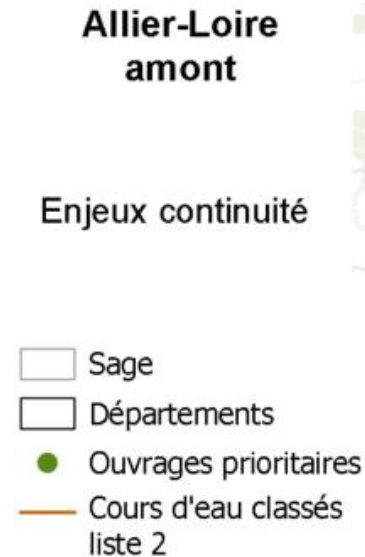 Allier-Loire
amont
Enjeux continuité
Sage
Départements
Ouvrages prioritaires
Cours d'eau classés
liste 2